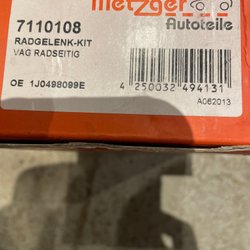 metzger
Autoteile
7110108
RADGELENK-KIT
VAG RADSEITIG
OE 1J0498099E
4 250032 494131
A062013